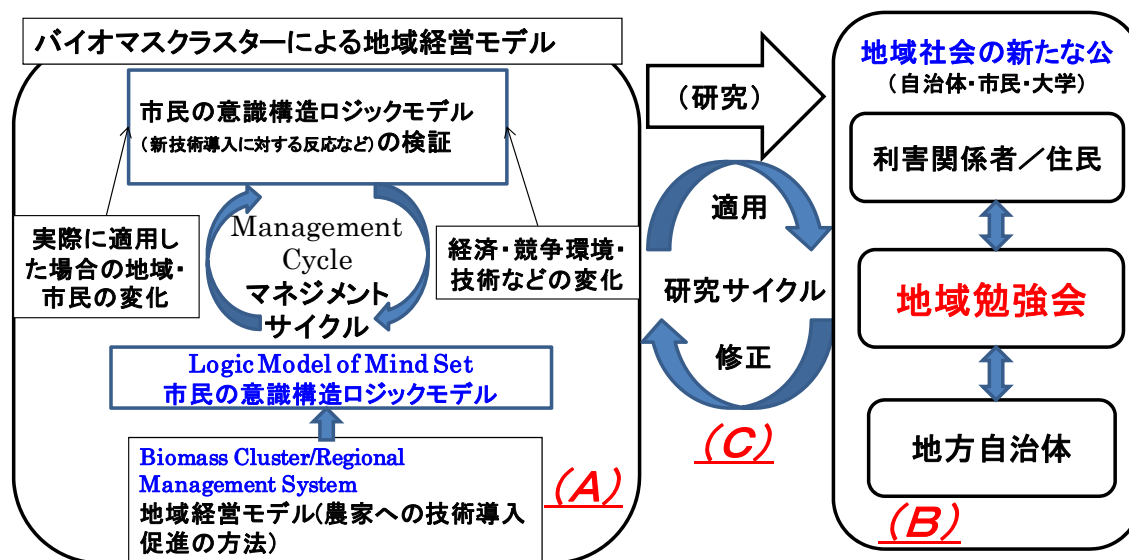 バイオマスクラスターによる地域経営モデル
市民の意識構造ロジックモデル
(新技術導入に対する反応など)の検証
実際に適用し
た場合の地域・
市民の変化
Management
Cycle
マネジメント
サイクル
経済・競争環境・
技術などの変化
Logic Model of Mind Set
市民の意識構造ロジックモデル
Biomass Cluster/Regional
Management System
地域経営モデル(農家への技術導入
促進の方法)
(A)
(研究)
適用
研究サイクル
修正
(C)
地域社会の新たな公
(自治体・市民・大学)
利害関係者/住民
地域勉強会
地方自治体
(B)